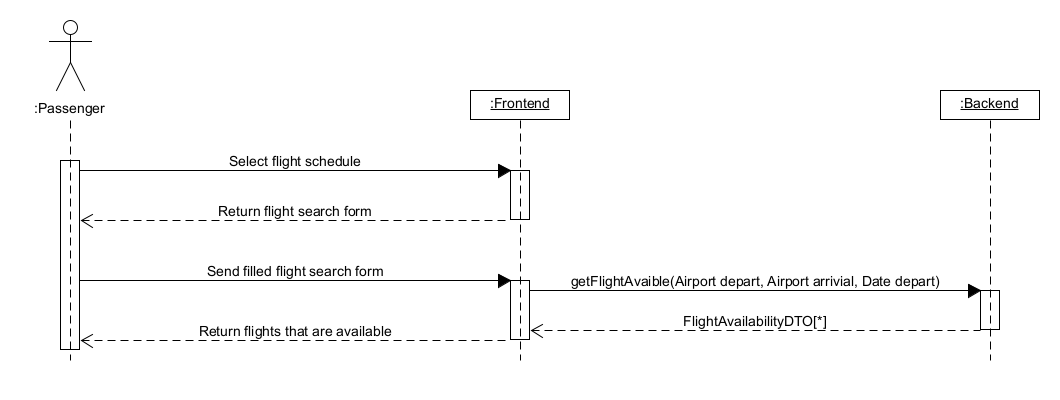 :Passenger
:Frontend
:Backend
Select flight schedule
Return flight search form
Send filled flight search form
getFlightAvaible(Airport depart, Airport arrivial, Date depart)
FlightAvailabilityDTO[*]
Return flights that are available